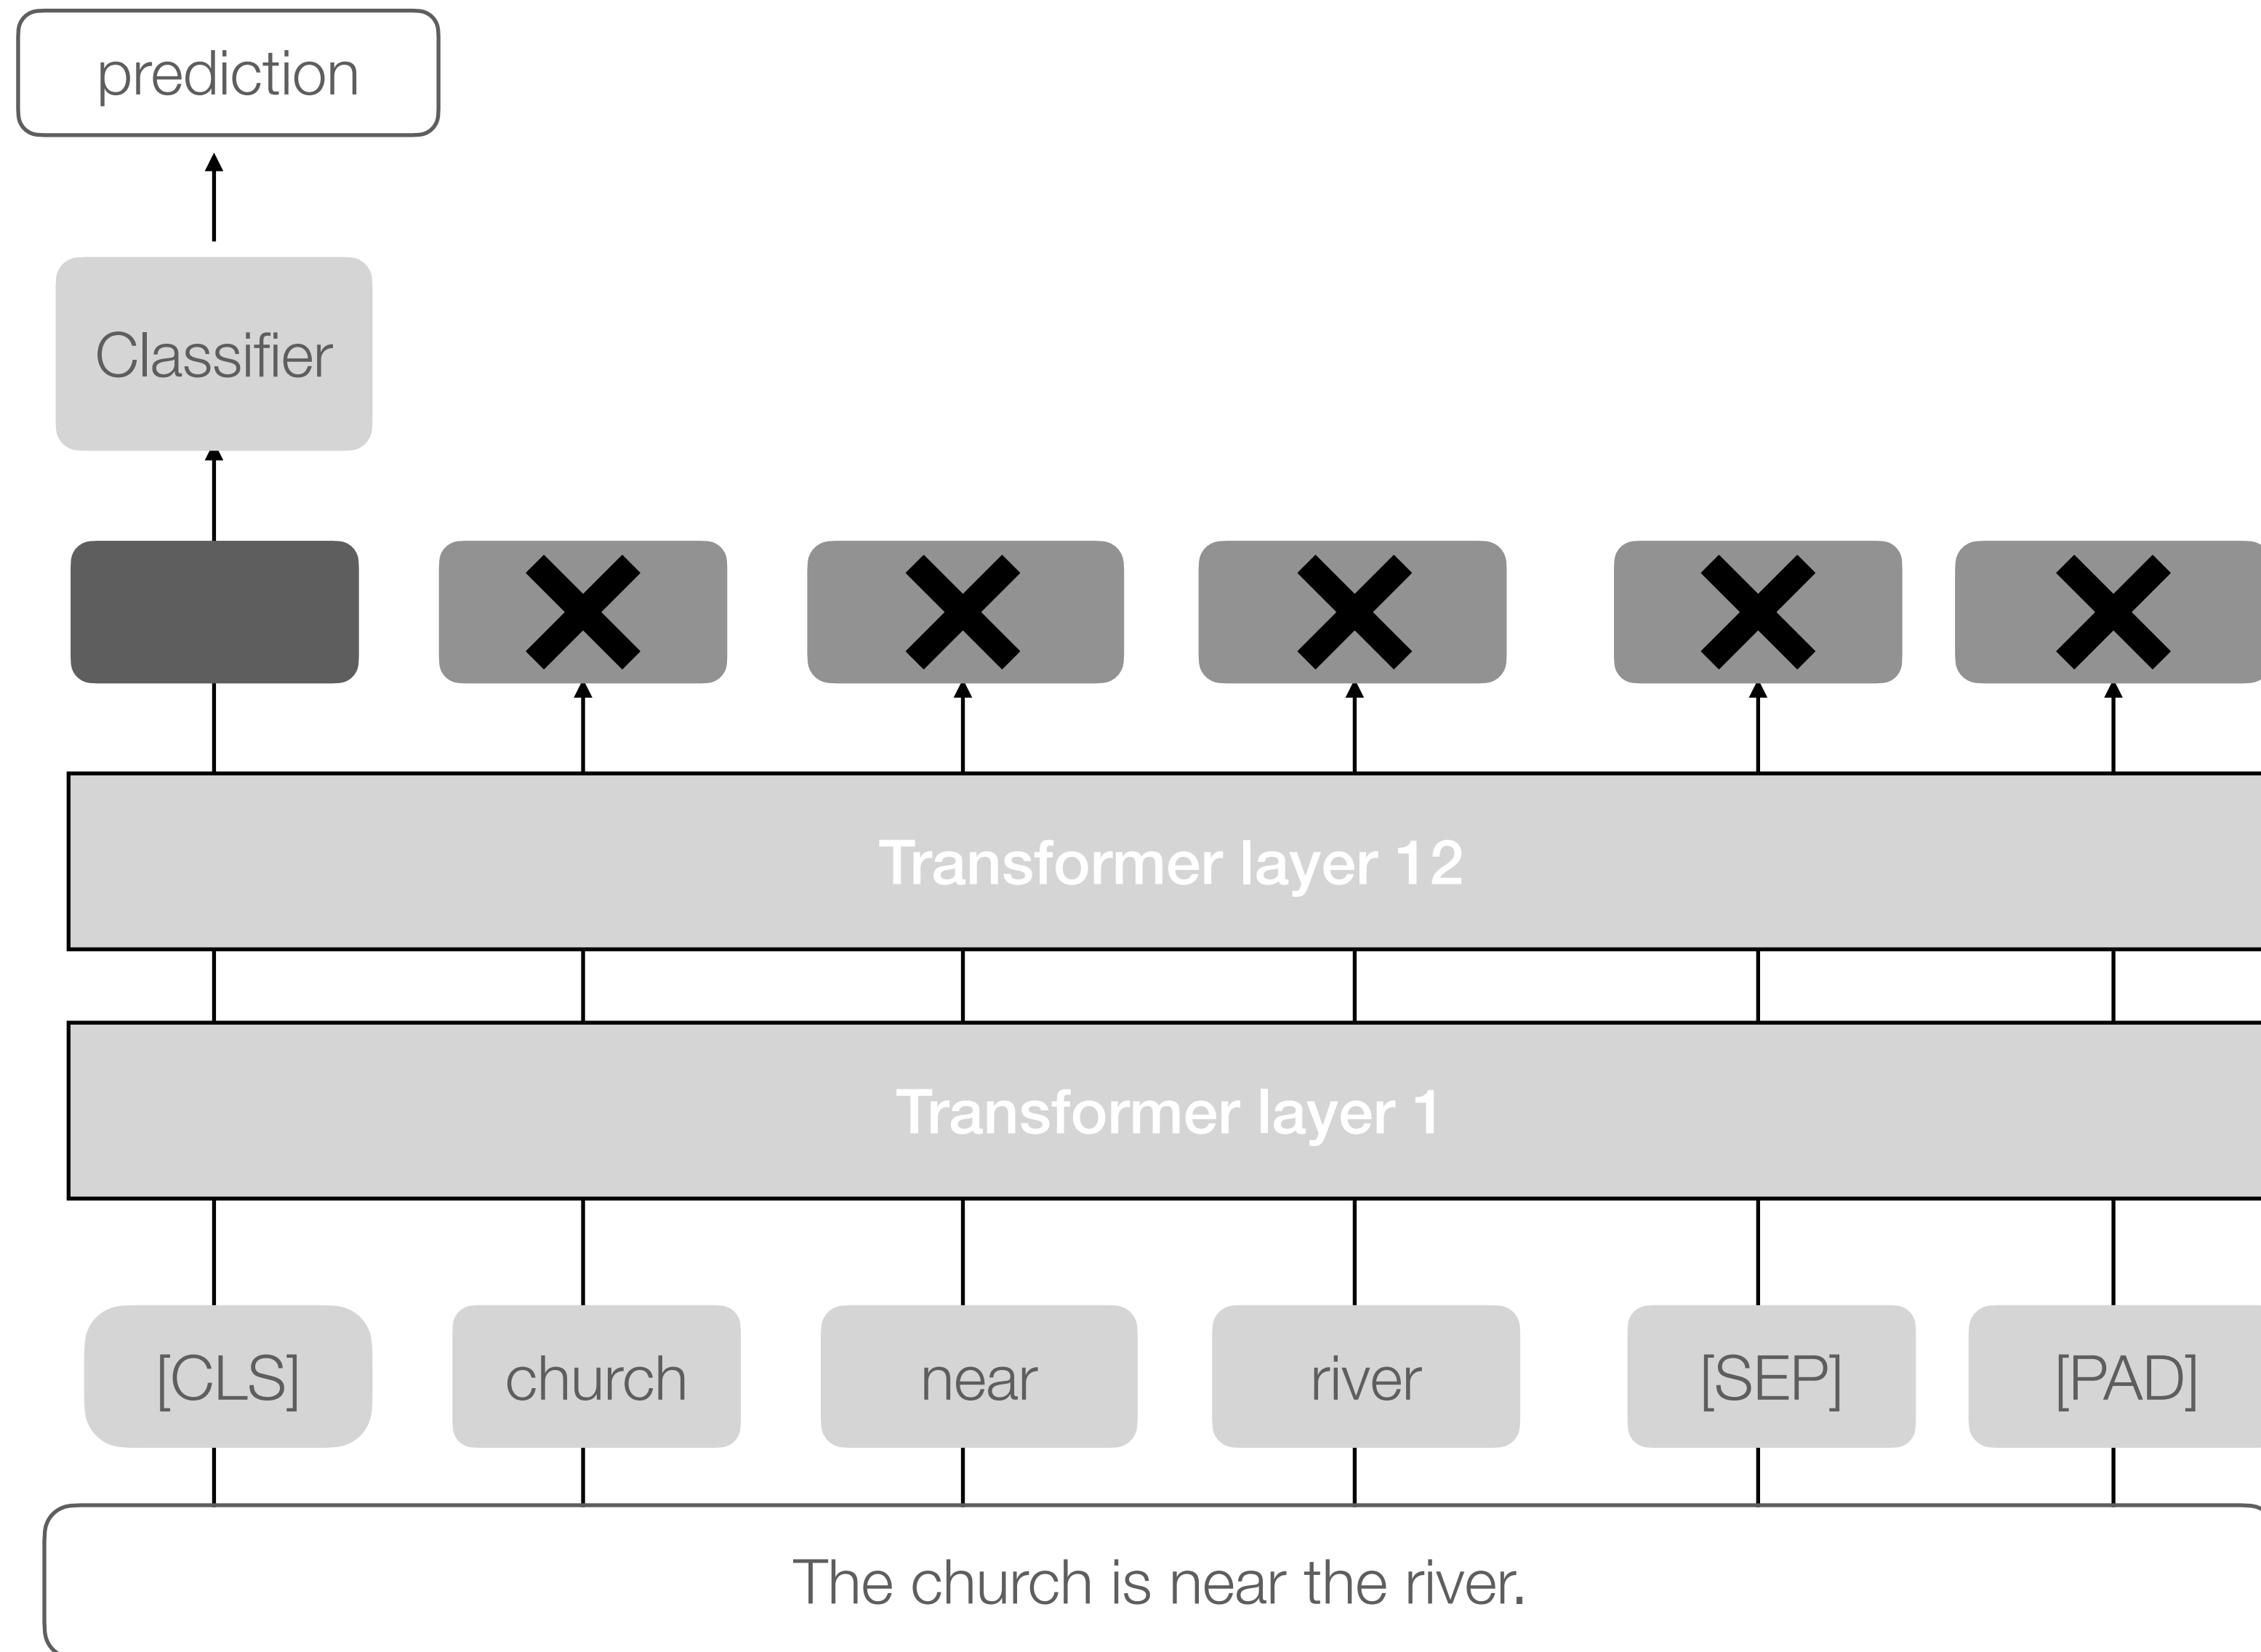 prediction
Classifier
Transformer layer 12
Transformer layer 1
[CLS] church near river [SEP] [PAD]
The church is near the river.